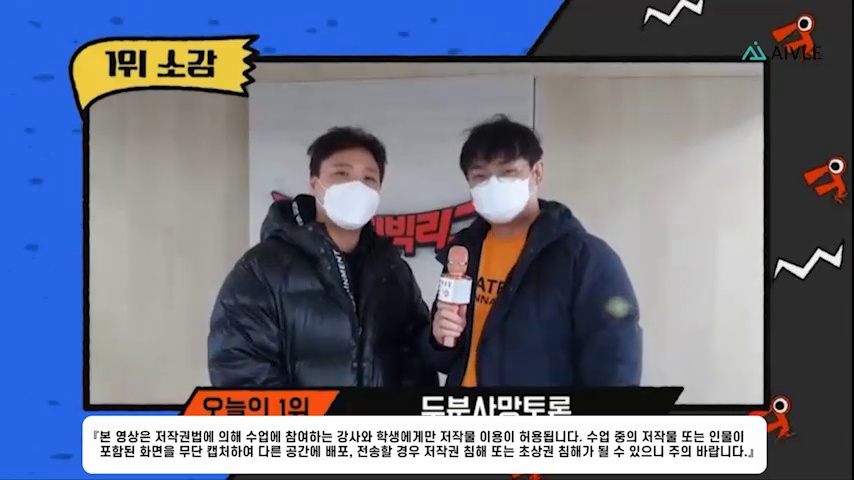 1위 소감
AIVLE
빅리
오늘의 1위
두분사망토론
『본 영상은 저작권법에 의해 수업에 참여하는 강사와 학생에게만 저작물 이용이 허용됩니다. 수업 중의 저작물 또는 인물이
포함된 화면을 무단 캡처하여 다른 공간에 배포, 전송할 경우 저작권 침해 또는 초상권 침해가 될 수 있으니 주의 바랍니다.』